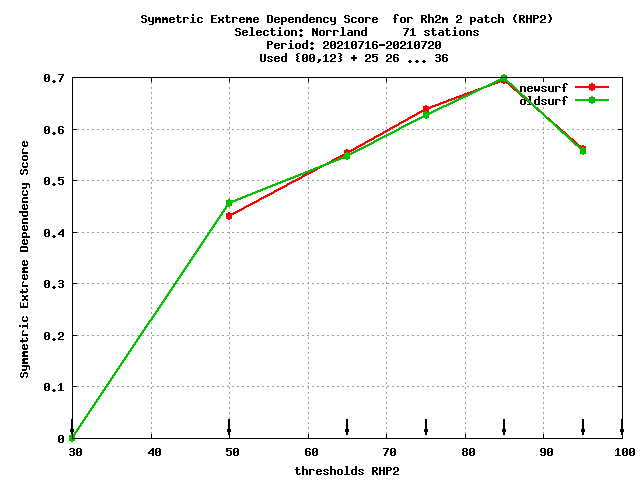 Symmetric Extreme Dependency Score  for Rh2m 2 patch (RHP2)
Selection: Norrland     71 stations
Period: 20210716-20210720
Used {00,12} + 25 26 ... 36
newsurf
oldsurf
Symmetric Extreme Dependency Score
0.7
0.6
0.5
0.4
0.3
0.2
0.1
0
30 40 50 60 70 80 90 100
thresholds RHP2